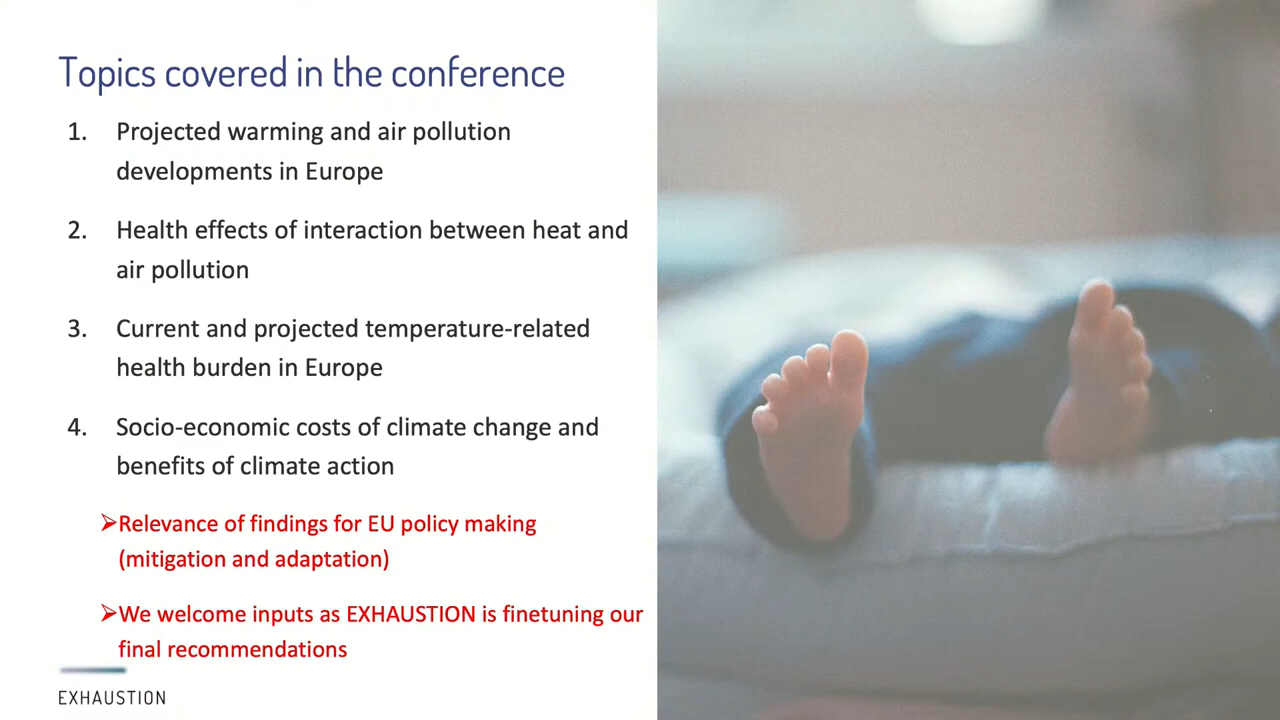 Topics covered in the conference
1. Projected warming and air pollution
developments in Europe
2. Health effects of interaction between heat and
air pollution
3. Current and projected temperature-related
health burden in Europe
4. Socio-economic costs of climate change and
benefits of climate action
➢Relevance of findings for EU policy making
(mitigation and adaptation)
➢We welcome inputs as EXHAUSTION is finetuning our
final recommendations
EXHAUSTION